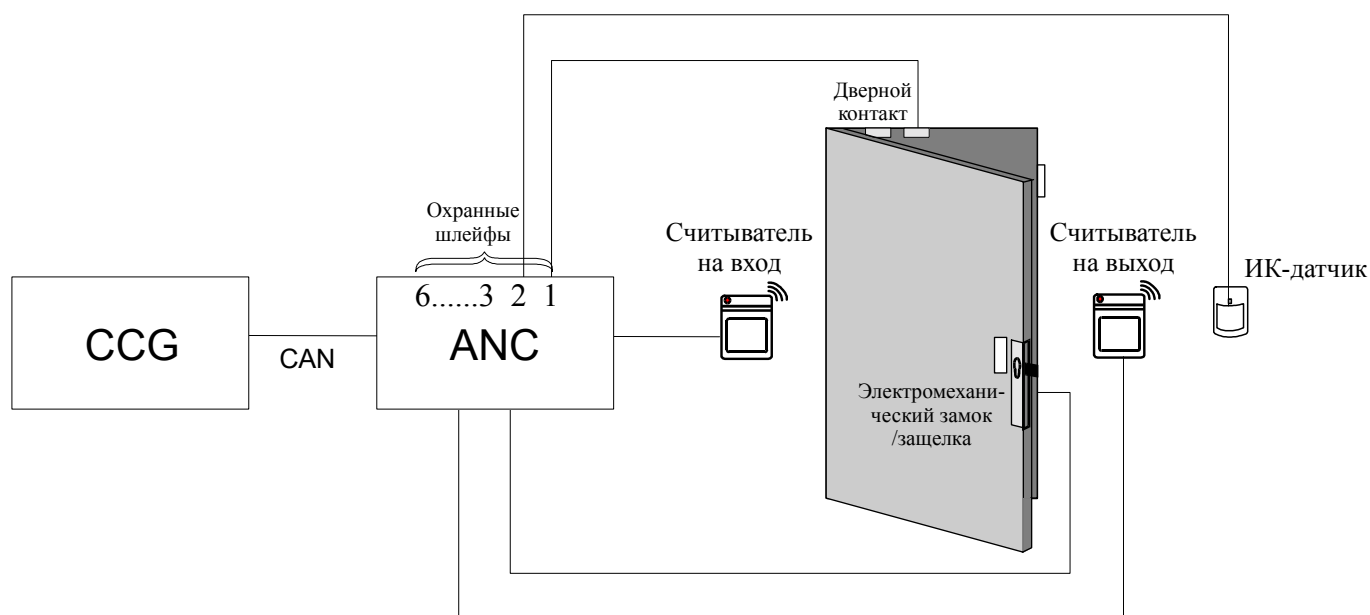 Дверной
контакт
Охранные
шлейфы
6......3 2 1
Считыватель
на вход
Считыватель
на выход
ИК-датчик
CCG
CAN
ANC
Электромехани-
ческий замок
/защелка